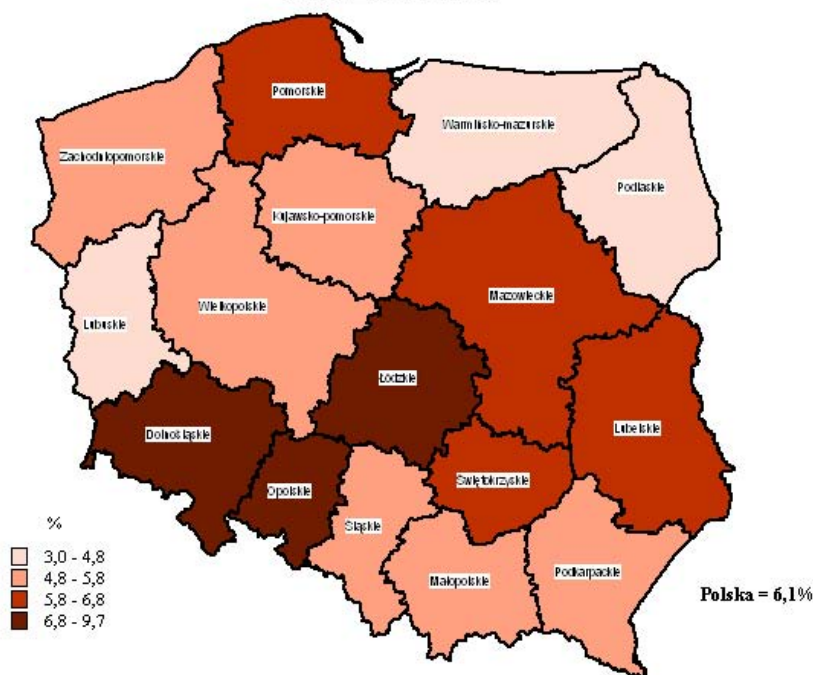 Pomorskie
Warmińsko-mazurskie
Zachodniopomorskie
Podlaskie
Kujawsko-pomorskie
Mazowieckie
Wielkopolskie
Lubuskie
Łódzkie
Lubelskie
Dolnośląskie
Świętokrzyskie
Opolskie
Śląskie
Podkarpackie
Małopolskie
%
3,0 - 4,8
4,8 - 5,8
5,8 - 6,8
6,8 - 9,7
Polska = 6,1%